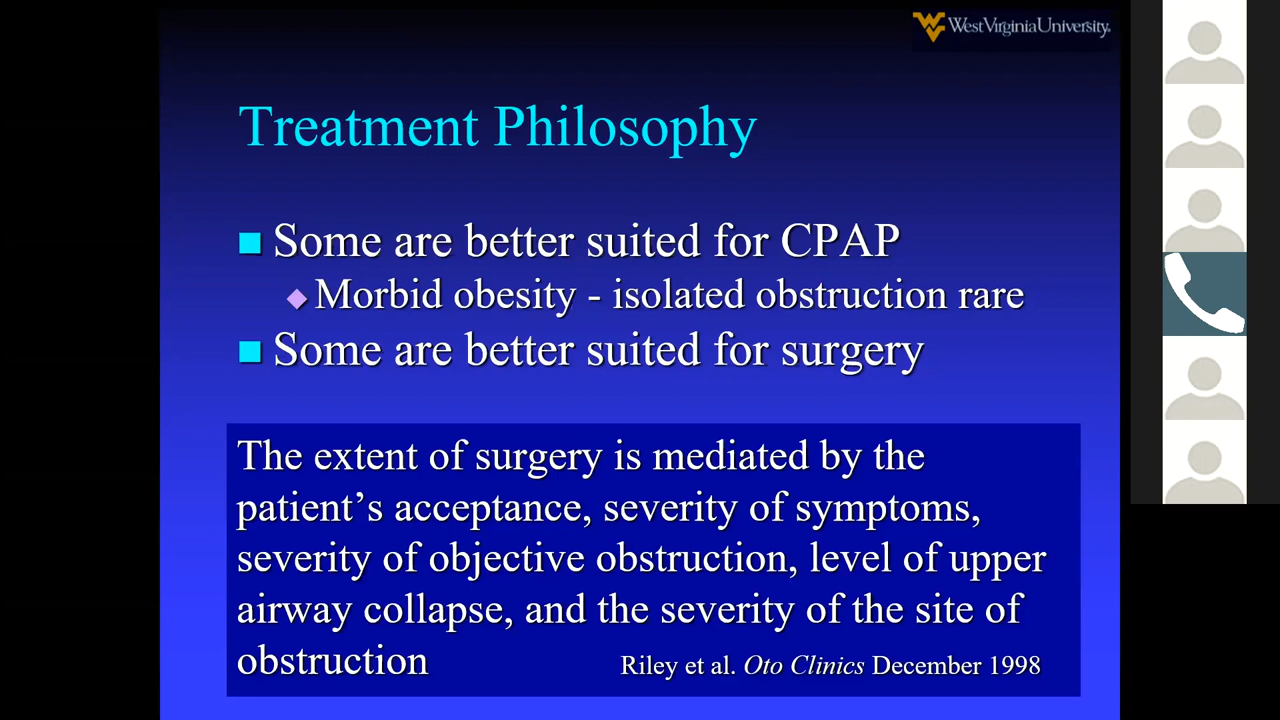 West Virginia University.
Treatment Philosophy
Some are better suited for CPAP
Morbid obesity - isolated obstruction rare
Some are better suited for surgery
The extent of surgery is mediated by the
patient’s acceptance, severity of symptoms,
severity of objective obstruction, level of upper
airway collapse, and the severity of the site of
obstruction Riley et al. Oto Clinics December 1998